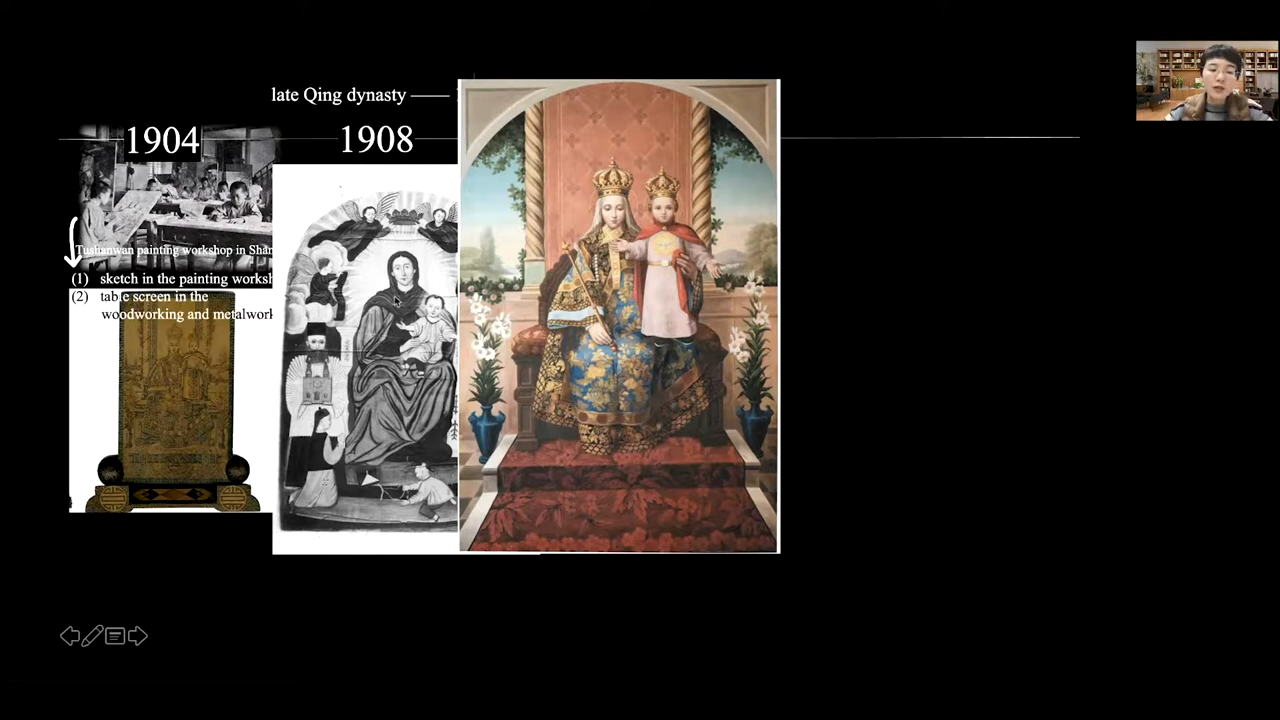 late Qing dynasty ——
1904
1908
Tushanwan painting workshop in Shan
(1) sketch in the painting worksh
(2) table screen in the
woodworking and metalwork